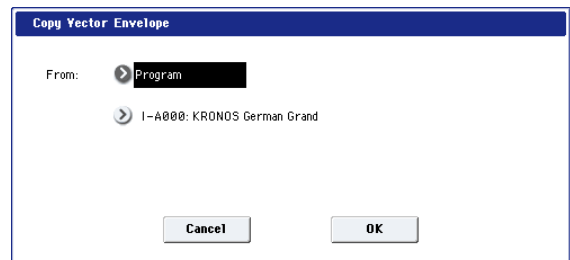 Copy Vector Envelope
From: Program
I-A000: KRONOS German Grand
Cancel OK